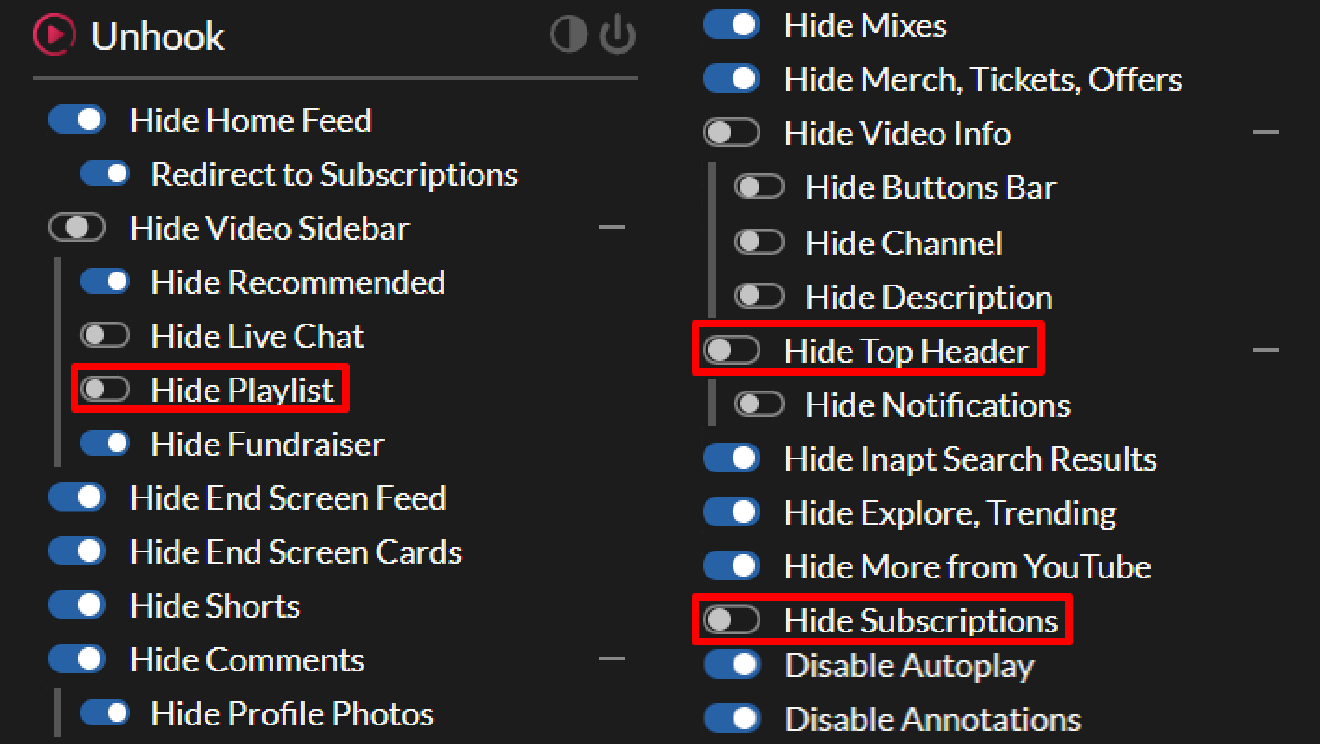 Unhook
Hide Home Feed
Redirect to Subscriptions
Hide Video Sidebar
Hide Recommended
Hide Live Chat
Hide Playlist
Hide Fundraiser
Hide End Screen Feed
Hide End Screen Cards
Hide Shorts
Hide Comments
Hide Profile Photos
Hide Mixes
Hide Merch, Tickets, Offers
Hide Video Info
Hide Buttons Bar
Hide Channel
Hide Description
Hide Top Header
Hide Notifications
Hide Inapt Search Results
Hide Explore, Trending
Hide More from YouTube
Hide Subscriptions
Disable Autoplay
Disable Annotations